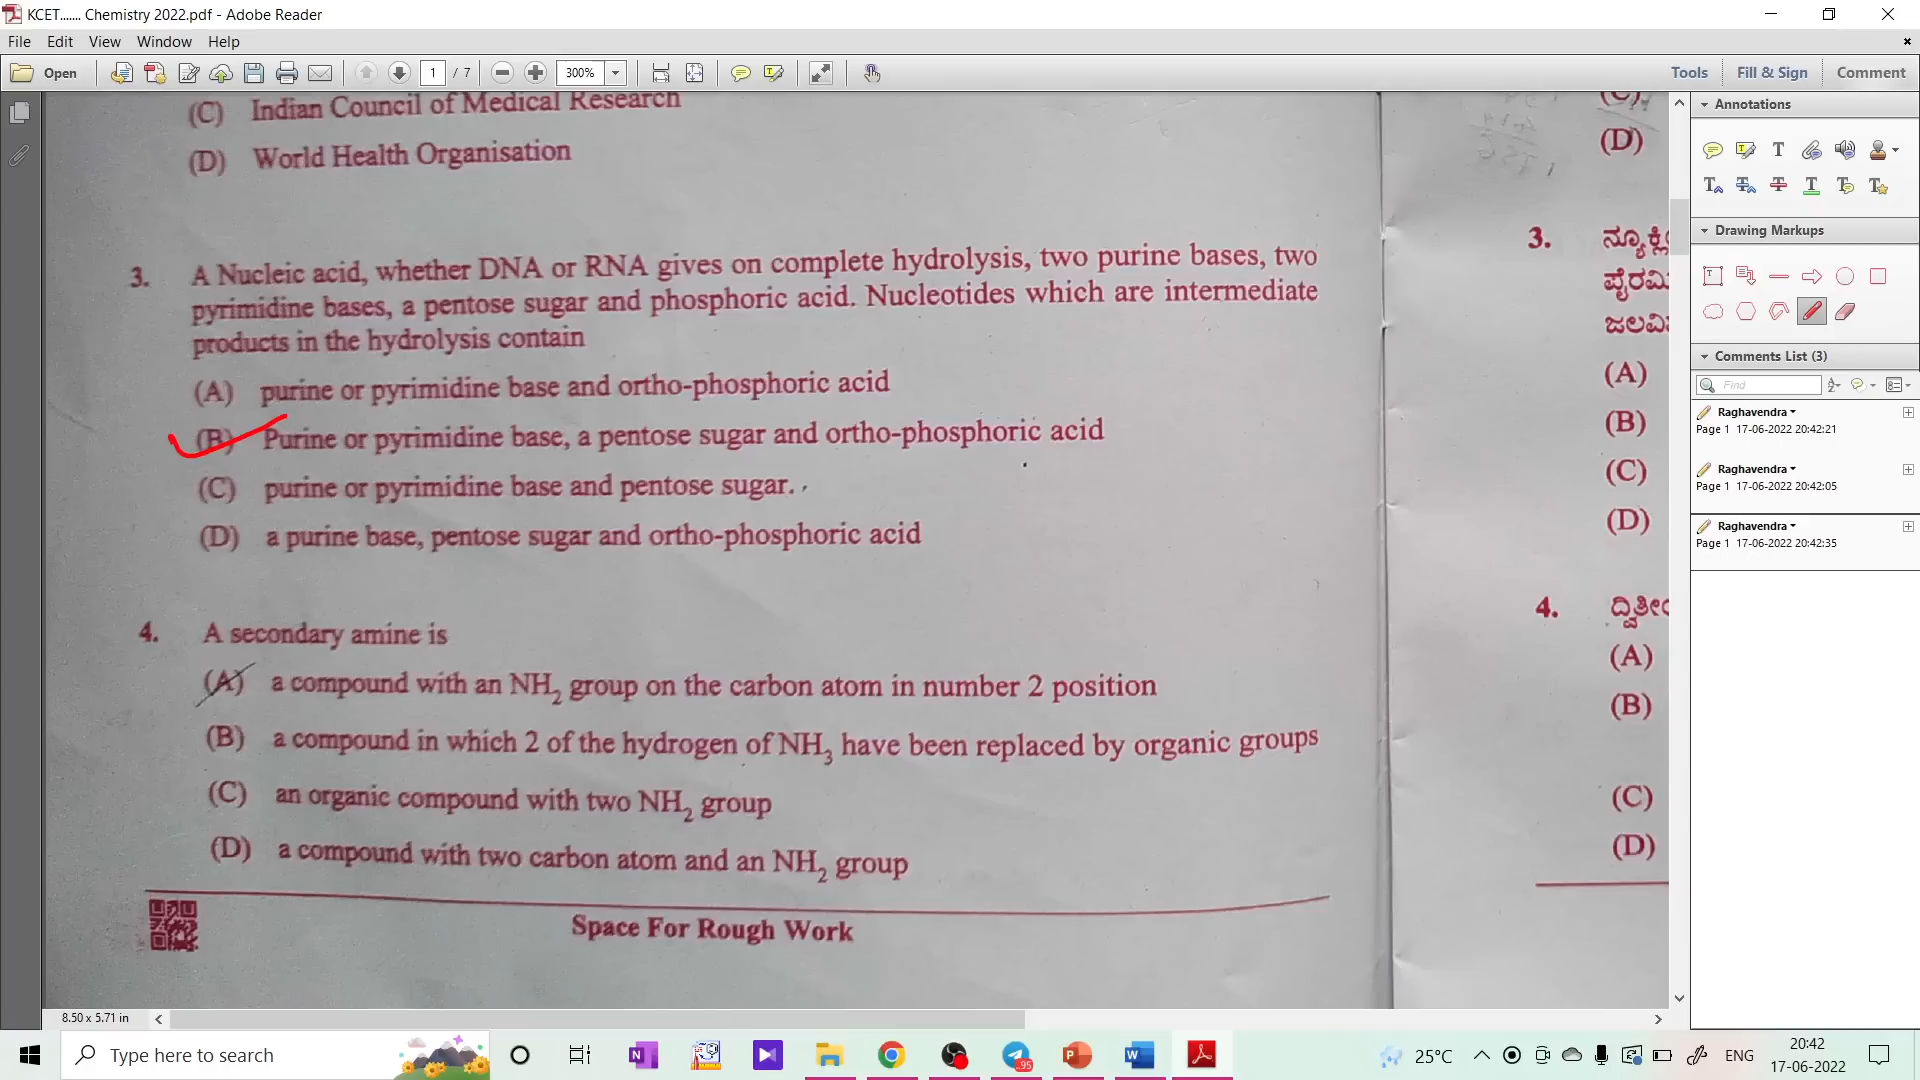 KCET....... Chemistry 2022.pdf - Adobe Reader
File Edit View Window Help
Open 1 / 7 300% Tools Fill & Sign Comment
(C) Indian Council of Medical Research
(D) World Health Organisation
3. A Nucleic acid, whether DNA or RNA gives on complete hydrolysis, two purine bases, two
pyrimidine bases, a pentose sugar and phosphoric acid. Nucleotides which are intermediate
products in the hydrolysis contain
(A) purine or pyrimidine base and ortho-phosphoric acid
(B) Purine or pyrimidine base, a pentose sugar and ortho-phosphoric acid
(C) purine or pyrimidine base and pentose sugar.
(D) a purine base, pentose sugar and ortho-phosphoric acid
4. A secondary amine is
(A) a compound with an NH₂ group on the carbon atom in number 2 position
(B) a compound in which 2 of the hydrogen of NH₃ have been replaced by organic groups
(C) an organic compound with two NH₂ group
(D) a compound with two carbon atom and an NH₂ group
Space For Rough Work
(C)
(D)
3.
(A)
(B)
(C)
(D)
4.
(A)
(B)
(C)
(D)
Annotations
Drawing Markups
Comments List (3)
Find
Raghavendra
Page 1 17-06-2022 20:42:21
Raghavendra
Page 1 17-06-2022 20:42:05
Raghavendra
Page 1 17-06-2022 20:42:35
8.50 x 5.71 in
Type here to search
95
25°C ENG
20:42
17-06-2022